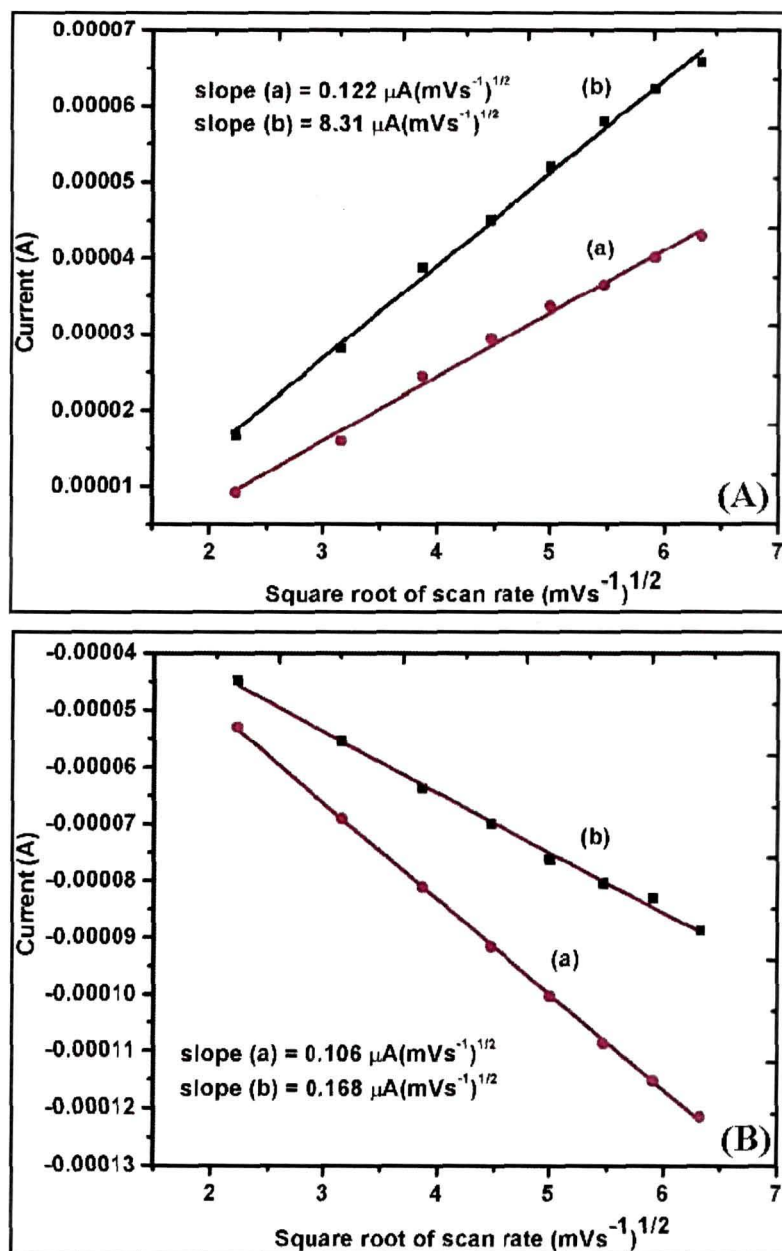 0.00007
slope (a) = 0.122 μA(mVs⁻¹)¹/²
(b)
0.00006
slope (b) = 8.31 μA(mVs⁻¹)¹/²
0.00005
0.00004
(a)
0.00003
0.00002
0.00001
Current (A)
(A)
2 3 4 5 6 7
Square root of scan rate (mVs⁻¹)¹/²
-0.00004
-0.00005
-0.00006
-0.00007
(b)
-0.00008
-0.00009
(a)
-0.00010
-0.00011
slope (a) = 0.106 μA(mVs⁻¹)¹/²
slope (b) = 0.168 μA(mVs⁻¹)¹/²
-0.00012
-0.00013
Current (A)
(B)
2 3 4 5 6 7
Square root of scan rate (mVs⁻¹)¹/²